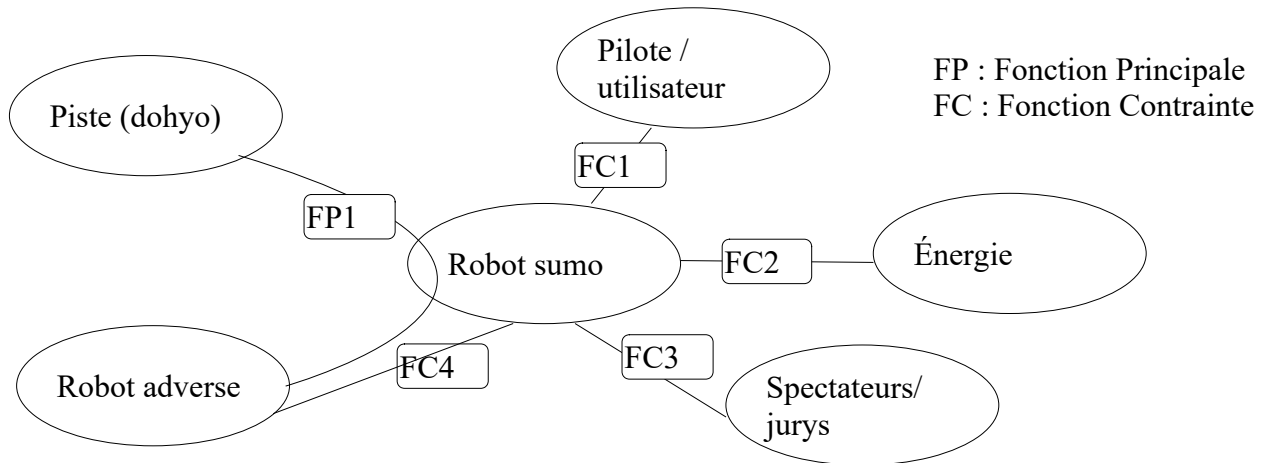 Pilote /
utilisateur
FP : Fonction Principale
FC : Fonction Contrainte
Piste (dohyo)
FC1
FP1
Robot sumo
FC2
Énergie
FC3
FC4
Robot adverse
Spectateurs/
jurys